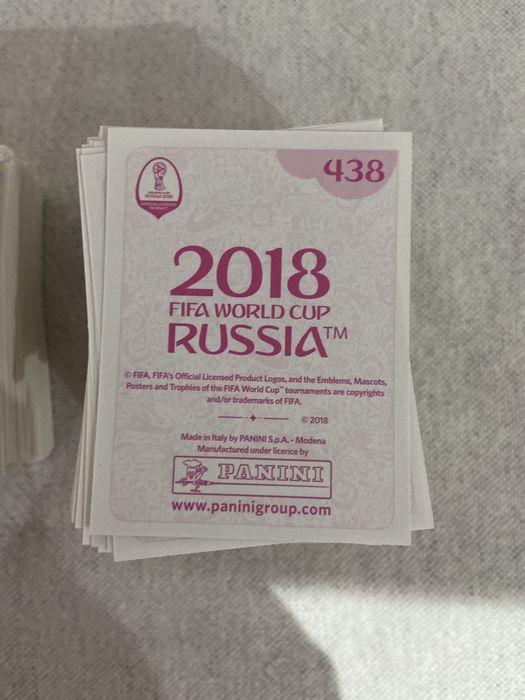 438
2018
FIFA WORLD CUP
RUSSIA™
© FIFA, FIFA's Official Licensed Product Logos, and the Emblems, Mascots,
Posters and Trophies of the FIFA World Cup™ tournaments are copyrights
and/or trademarks of FIFA.
© 2018
Made in Italy by PANINI S.p.A. - Modena
Manufactured under licence by
PANINI
www.paninigroup.com